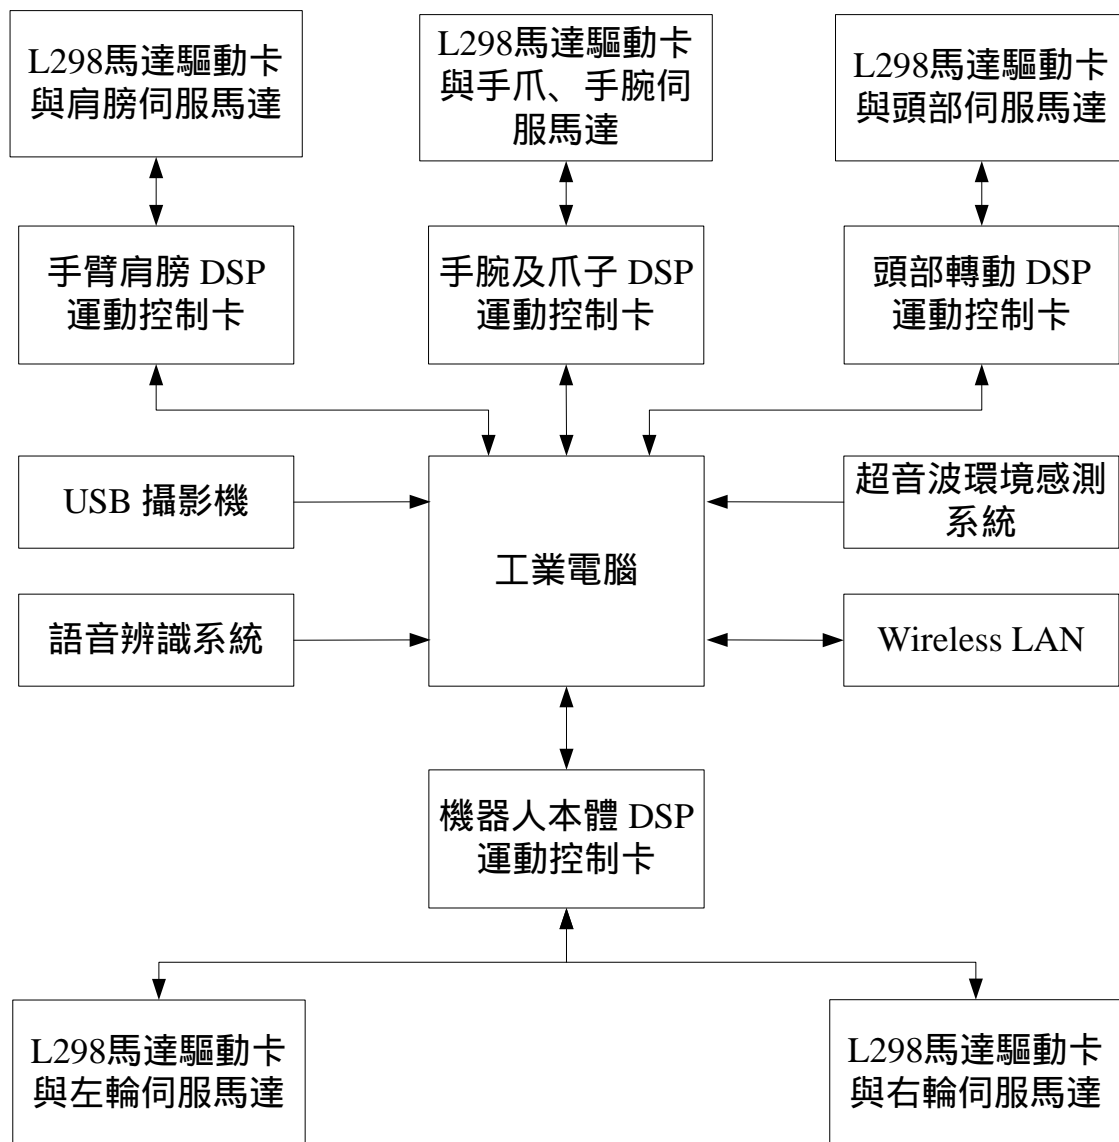 L298馬達驅動卡
與肩膀伺服馬達
L298馬達驅動卡
與手爪、手腕伺
服馬達
L298馬達驅動卡
與頭部伺服馬達
手臂肩膀 DSP
運動控制卡
手腕及爪子 DSP
運動控制卡
頭部轉動 DSP
運動控制卡
USB 攝影機
工業電腦
超音波環境感測
系統
語音辨識系統
Wireless LAN
機器人本體 DSP
運動控制卡
L298馬達驅動卡
與左輪伺服馬達
L298馬達驅動卡
與右輪伺服馬達